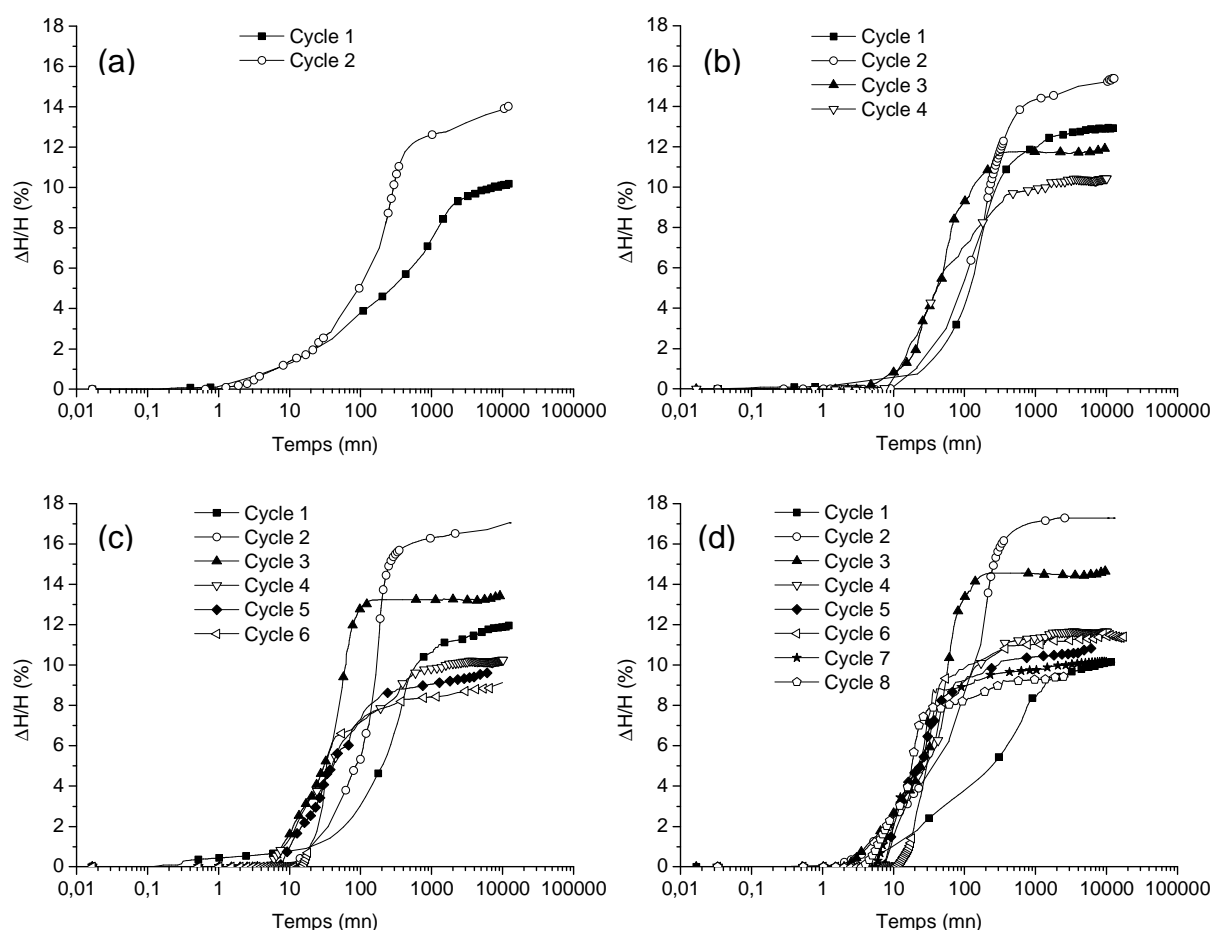 (a)
Cycle 1
Cycle 2
18
16
14
12
10
8
6
4
2
0
ΔH/H (%)
0,01 0,1 1 10 100 1000 10000 100000
Temps (mn)
(b)
Cycle 1
Cycle 2
Cycle 3
Cycle 4
18
16
14
12
10
8
6
4
2
0
ΔH/H (%)
0,01 0,1 1 10 100 1000 10000 100000
Temps (mn)
(c)
Cycle 1
Cycle 2
Cycle 3
Cycle 4
Cycle 5
Cycle 6
18
16
14
12
10
8
6
4
2
0
ΔH/H (%)
0,01 0,1 1 10 100 1000 10000 100000
Temps (mn)
(d)
Cycle 1
Cycle 2
Cycle 3
Cycle 4
Cycle 5
Cycle 6
Cycle 7
Cycle 8
18
16
14
12
10
8
6
4
2
0
ΔH/H (%)
0,01 0,1 1 10 100 1000 10000 100000
Temps (mn)